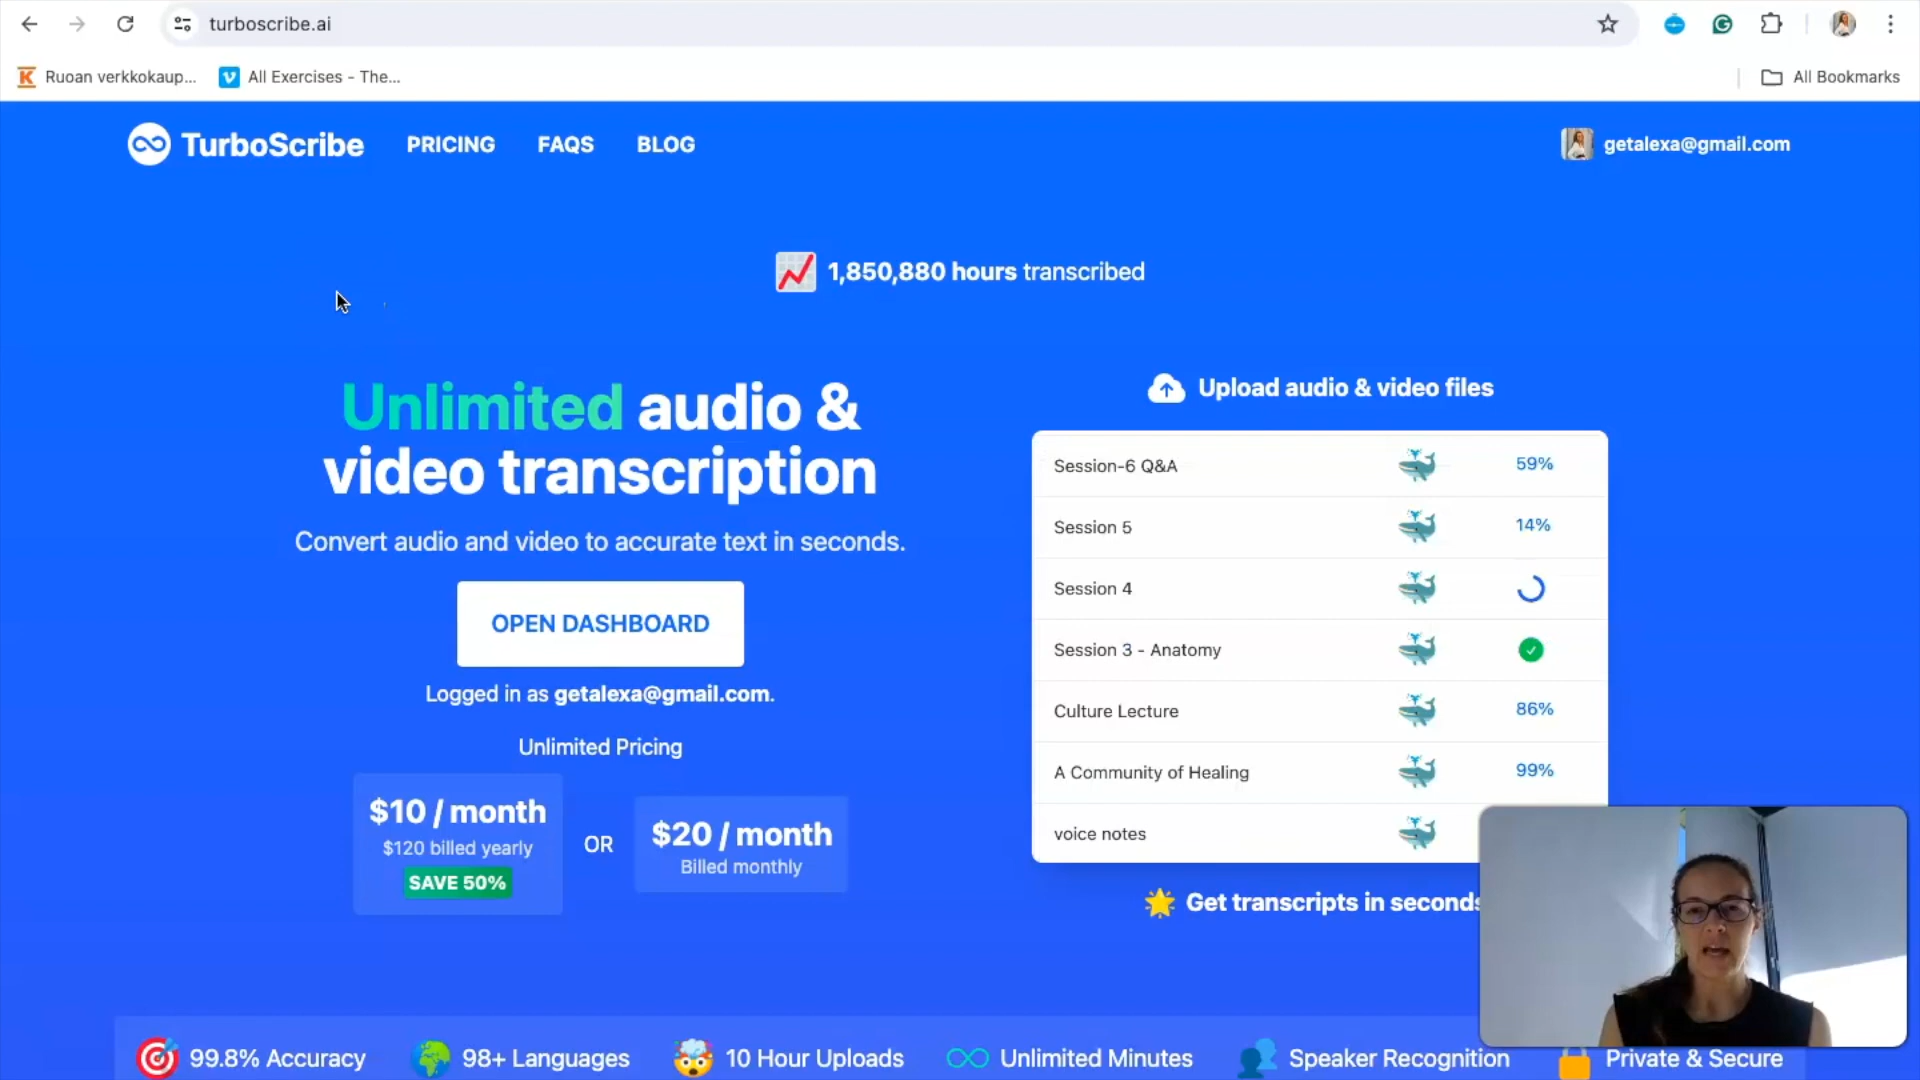 turboscribe.ai
Ruoan verkkokaup...
All Exercises - The...
All Bookmarks
TurboScribe
PRICING
FAQS
BLOG
getalexa@gmail.com
1,850,880 hours transcribed
Unlimited audio &
video transcription
Convert audio and video to accurate text in seconds.
OPEN DASHBOARD
Logged in as getalexa@gmail.com.
Unlimited Pricing
$10 / month
$120 billed yearly
SAVE 50%
OR
$20 / month
Billed monthly
Upload audio & video files
Session-6 Q&A 59%
Session 5 14%
Session 4
Session 3 - Anatomy
Culture Lecture 86%
A Community of Healing 99%
voice notes
Get transcripts in seconds
99.8% Accuracy
98+ Languages
10 Hour Uploads
Unlimited Minutes
Speaker Recognition
Private & Secure